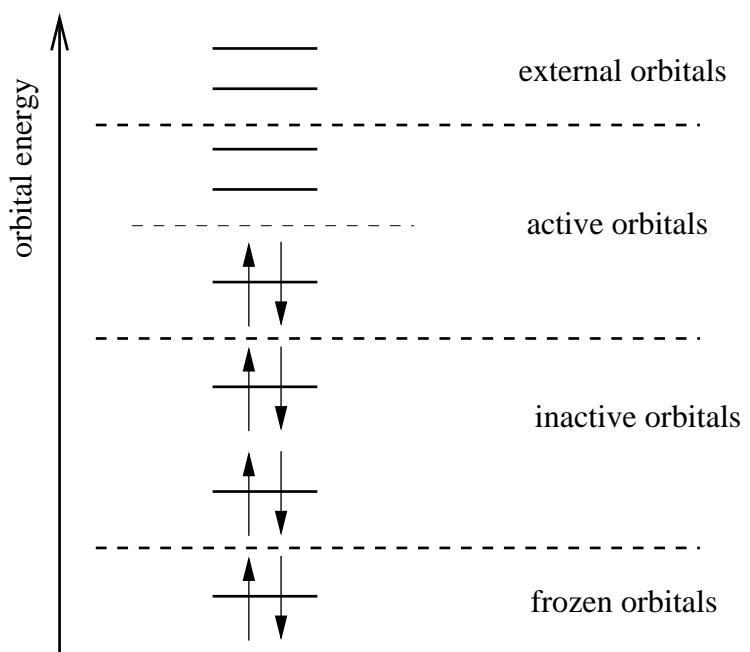 orbital energy
external orbitals
active orbitals
inactive orbitals
frozen orbitals